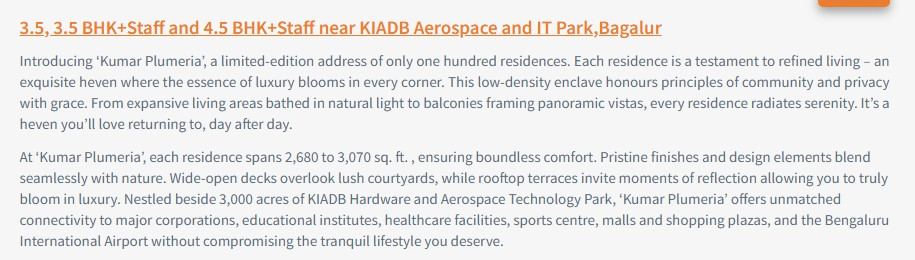 3.5, 3.5 BHK+Staff and 4.5 BHK+Staff near KIADB Aerospace and IT Park,Bagalur
Introducing ‘Kumar Plumeria’, a limited-edition address of only one hundred residences. Each residence is a testament to refined living – an
exquisite heven where the essence of luxury blooms in every corner. This low-density enclave honours principles of community and privacy
with grace. From expansive living areas bathed in natural light to balconies framing panoramic vistas, every residence radiates serenity. It’s a
heven you’ll love returning to, day after day.
At ‘Kumar Plumeria’, each residence spans 2,680 to 3,070 sq. ft. , ensuring boundless comfort. Pristine finishes and design elements blend
seamlessly with nature. Wide-open decks overlook lush courtyards, while rooftop terraces invite moments of reflection allowing you to truly
bloom in luxury. Nestled beside 3,000 acres of KIADB Hardware and Aerospace Technology Park, ‘Kumar Plumeria’ offers unmatched
connectivity to major corporations, educational institutes, healthcare facilities, sports centre, malls and shopping plazas, and the Bengaluru
International Airport without compromising the tranquil lifestyle you deserve.